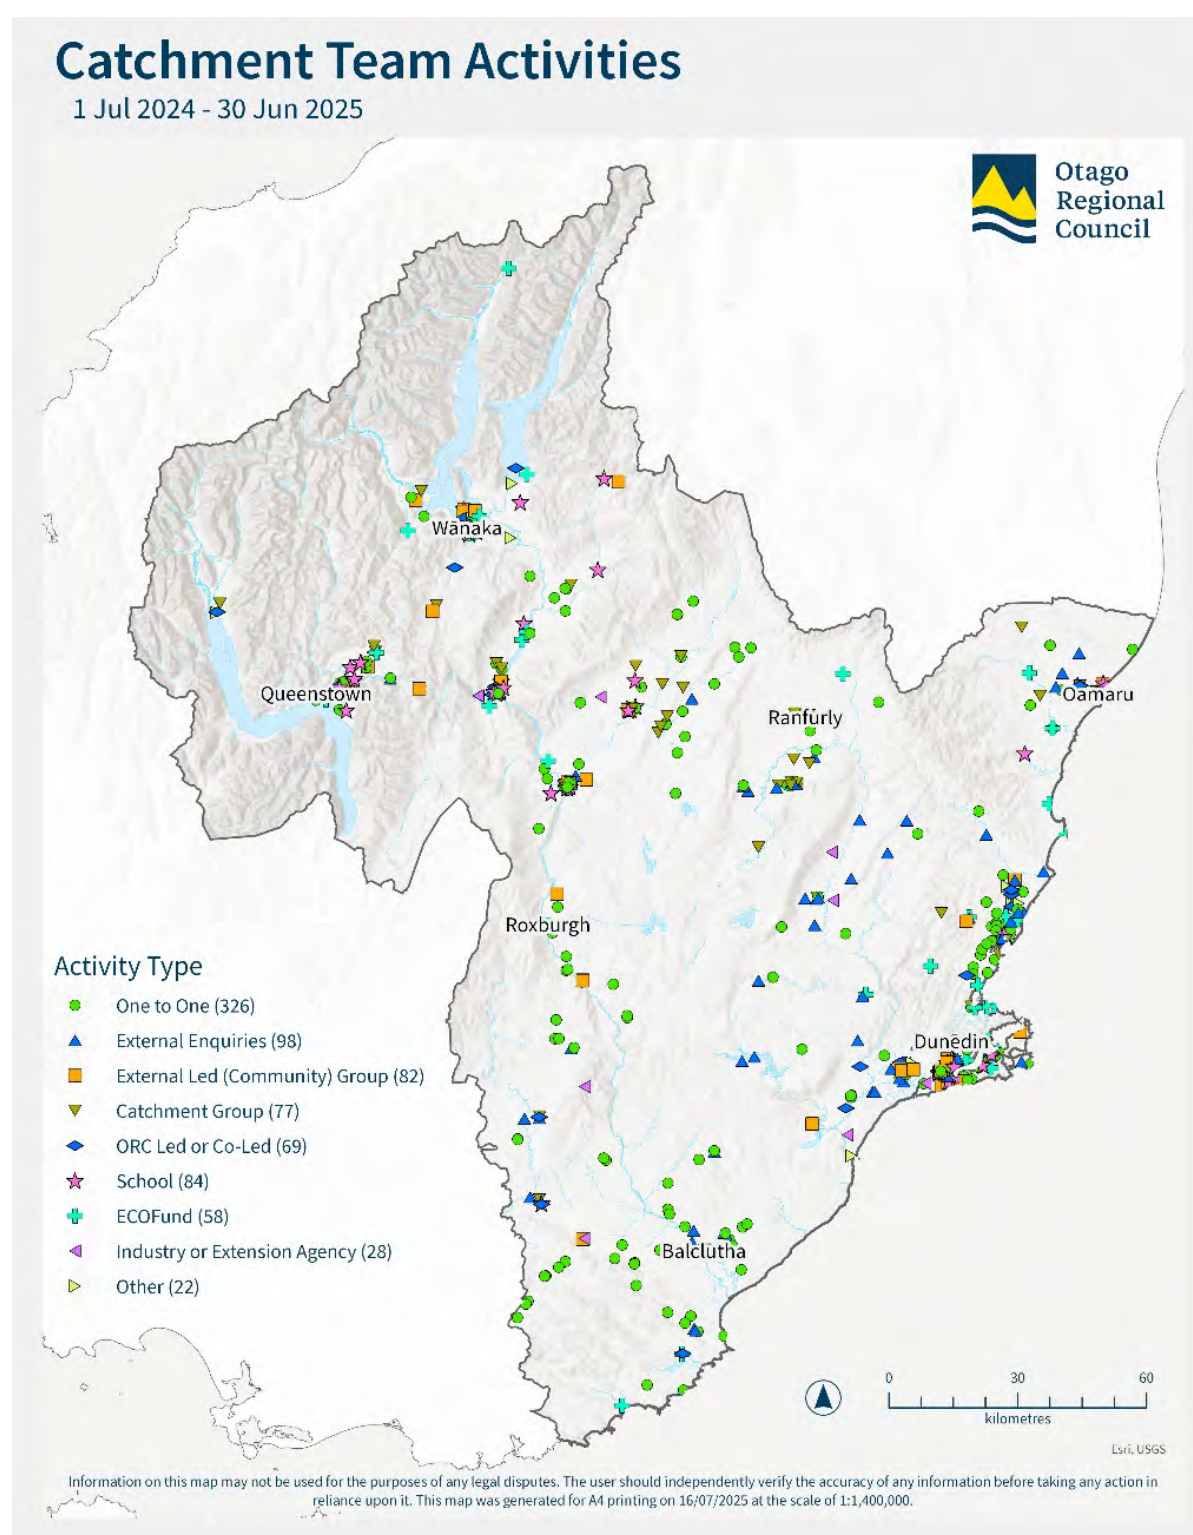 Catchment Team Activities
1 Jul 2024 - 30 Jun 2025
Otago
Regional
Council
Wānaka
Queenstown
Oamaru
Ranfurly
Roxburgh
Dunedin
Balclutha
Activity Type
One to One (326)
External Enquiries (98)
External Led (Community) Group (82)
Catchment Group (77)
ORC Led or Co-Led (69)
School (84)
ECOFund (58)
Industry or Extension Agency (28)
Other (22)
0 30 60
kilometres
Esri, USGS
Information on this map may not be used for the purposes of any legal disputes. The user should independently verify the accuracy of any information before taking any action in
reliance upon it. This map was generated for A4 printing on 16/07/2025 at the scale of 1:1,400,000.